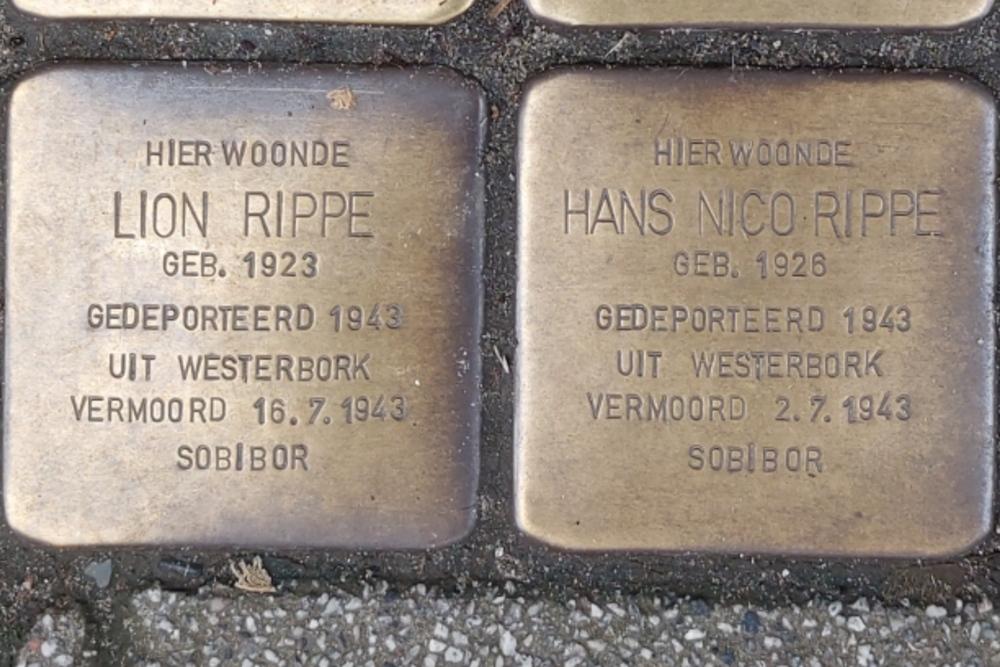 HIER WOONDE
LION RIPPE
GEB. 1923
GEDEPORTEERD 1943
UIT WESTERBORK
VERMOORD 16.7.1943
SOBIBOR
HIER WOONDE
HANS NICO RIPPE
GEB. 1926
GEDEPORTEERD 1943
UIT WESTERBORK
VERMOORD 2.7.1943
SOBIBOR